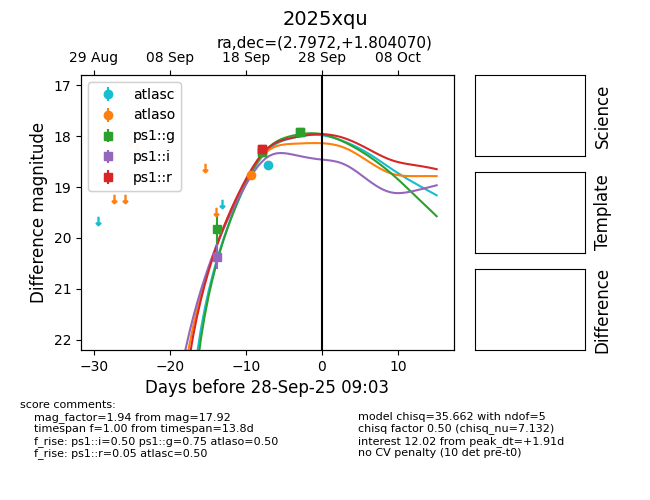 2025xqu
ra,dec=(2.7972,+1.804070)
29 Aug 08 Sep 18 Sep 28 Sep 08 Oct
17
18
19
20
21
22
Difference magnitude
atlasc
atlaso
ps1::g
ps1::i
ps1::r
−30 −20 −10 0 10
Days before 28-Sep-25 09:03
Science
Template
Difference
score comments:
mag_factor=1.94 from mag=17.92
timespan f=1.00 from timespan=13.8d
f_rise: ps1::i=0.50 ps1::g=0.75 atlaso=0.50
f_rise: ps1::r=0.05 atlasc=0.50
model chisq=35.662 with ndof=5
chisq factor 0.50 (chisq_nu=7.132)
interest 12.02 from peak_dt=+1.91d
no CV penalty (10 det pre-t0)